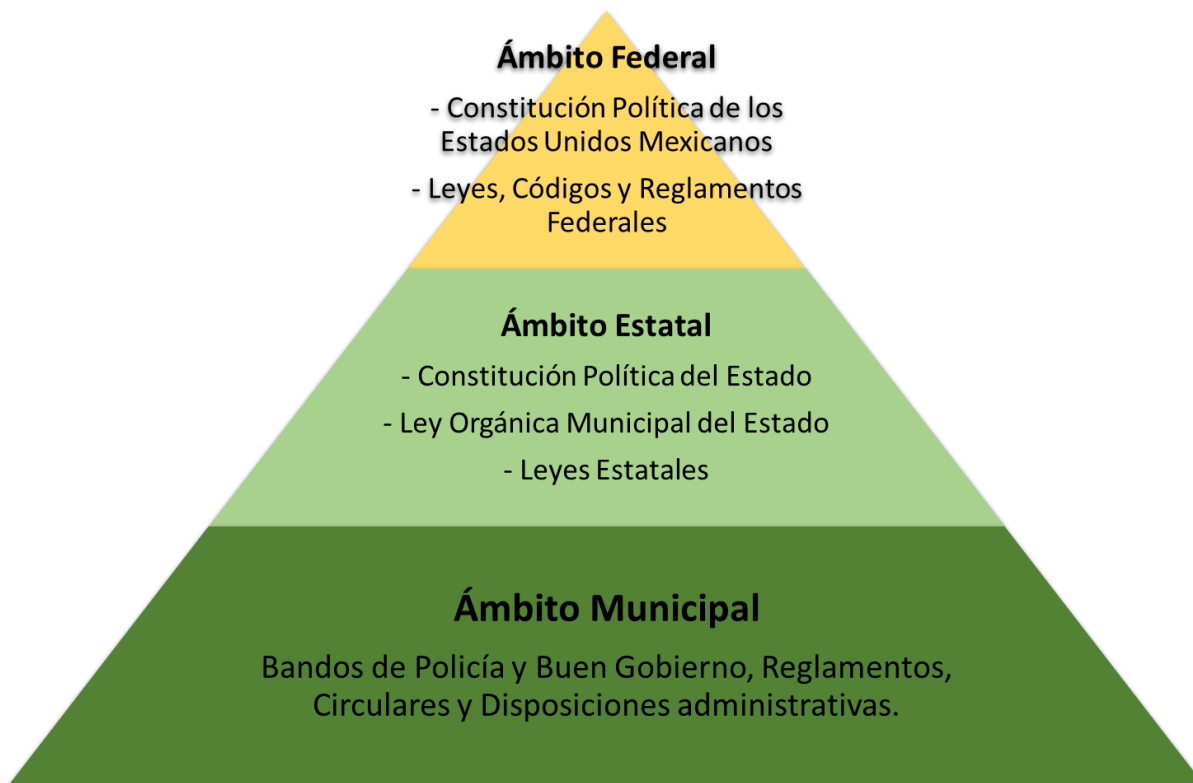 Ámbito Federal
- Constitución Política de los
Estados Unidos Mexicanos
- Leyes, Códigos y Reglamentos
Federales
Ámbito Estatal
- Constitución Política del Estado
- Ley Orgánica Municipal del Estado
- Leyes Estatales
Ámbito Municipal
Bandos de Policía y Buen Gobierno, Reglamentos,
Circulares y Disposiciones administrativas.